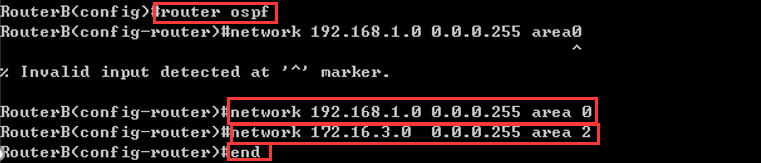 RouterB(config)#router ospf
RouterB(config-router)#network 192.168.1.0 0.0.0.255 area0
^
% Invalid input detected at '^' marker.
RouterB(config-router)#network 192.168.1.0 0.0.0.255 area 0
RouterB(config-router)#network 172.16.3.0  0.0.0.255 area 2
RouterB(config-router)#end